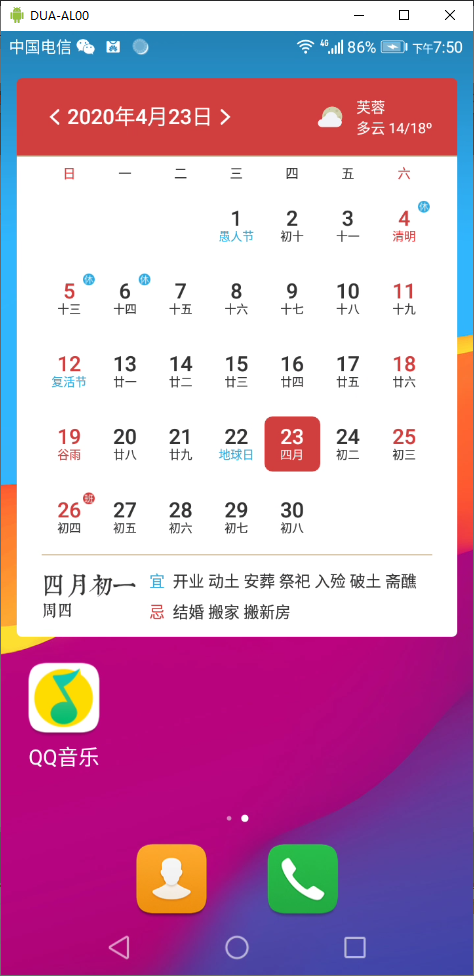 DUA-AL00
中国电信 4G 86% 下午7:50
2020年4月23日
芙蓉
多云 14/18°
日 一 二 三 四 五 六
1 2 3 4 休
愚人节 初十 十一 清明
5 休 6 休 7 8 9 10 11
十三 十四 十五 十六 十七 十八 十九
12 13 14 15 16 17 18
复活节 廿一 廿二 廿三 廿四 廿五 廿六
19 20 21 22 23 24 25
谷雨 廿八 廿九 地球日 四月 初二 初三
26 班 27 28 29 30
初四 初五 初六 初七 初八
四月初一 宜 开业 动土 安葬 祭祀 入殓 破土 斋醮
周四 忌 结婚 搬家 搬新房
QQ音乐